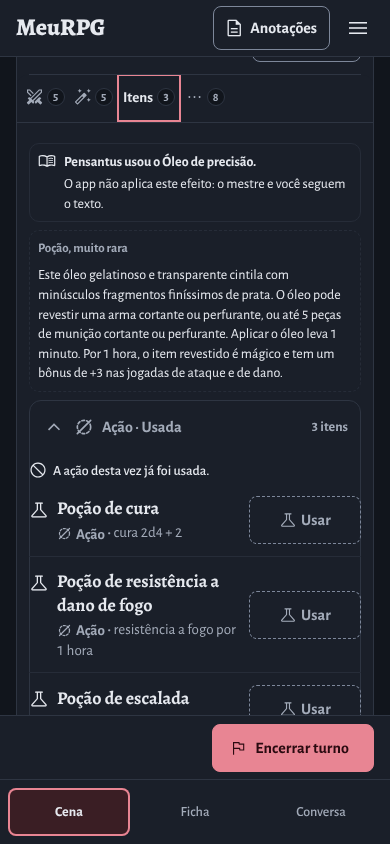 MeuRPG
Anotações
5
5
Itens 3
··· 8
Pensantus usou o Óleo de precisão.
O app não aplica este efeito: o mestre e você seguem
o texto.
Poção, muito rara
Este óleo gelatinoso e transparente cintila com
minúsculos fragmentos finíssimos de prata. O óleo pode
revestir uma arma cortante ou perfurante, ou até 5 peças
de munição cortante ou perfurante. Aplicar o óleo leva 1
minuto. Por 1 hora, o item revestido é mágico e tem um
bônus de +3 nas jogadas de ataque e de dano.
Ação · Usada
3 itens
A ação desta vez já foi usada.
Poção de cura
Ação · cura 2d4 + 2
Usar
Poção de resistência a
dano de fogo
Ação · resistência a fogo por
1 hora
Usar
Poção de escalada
Usar
Encerrar turno
Cena
Ficha
Conversa